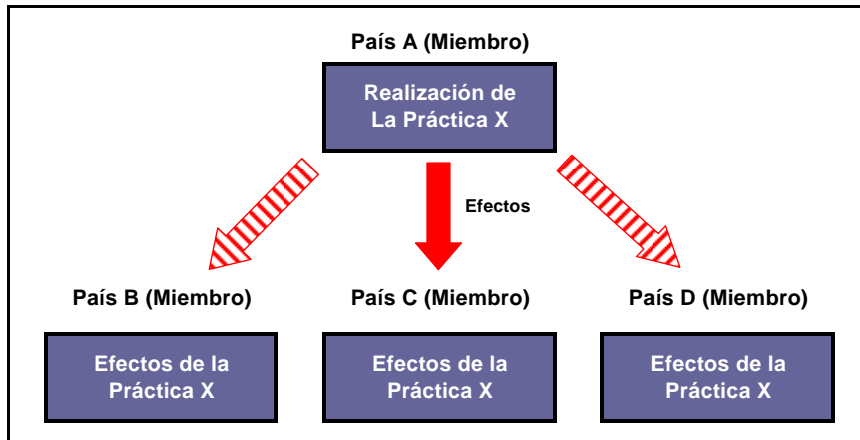 País A (Miembro)
Realización de
La Práctica X
Efectos
País B (Miembro)
País C (Miembro)
País D (Miembro)
Efectos de la
Práctica X
Efectos de la
Práctica X
Efectos de la
Práctica X